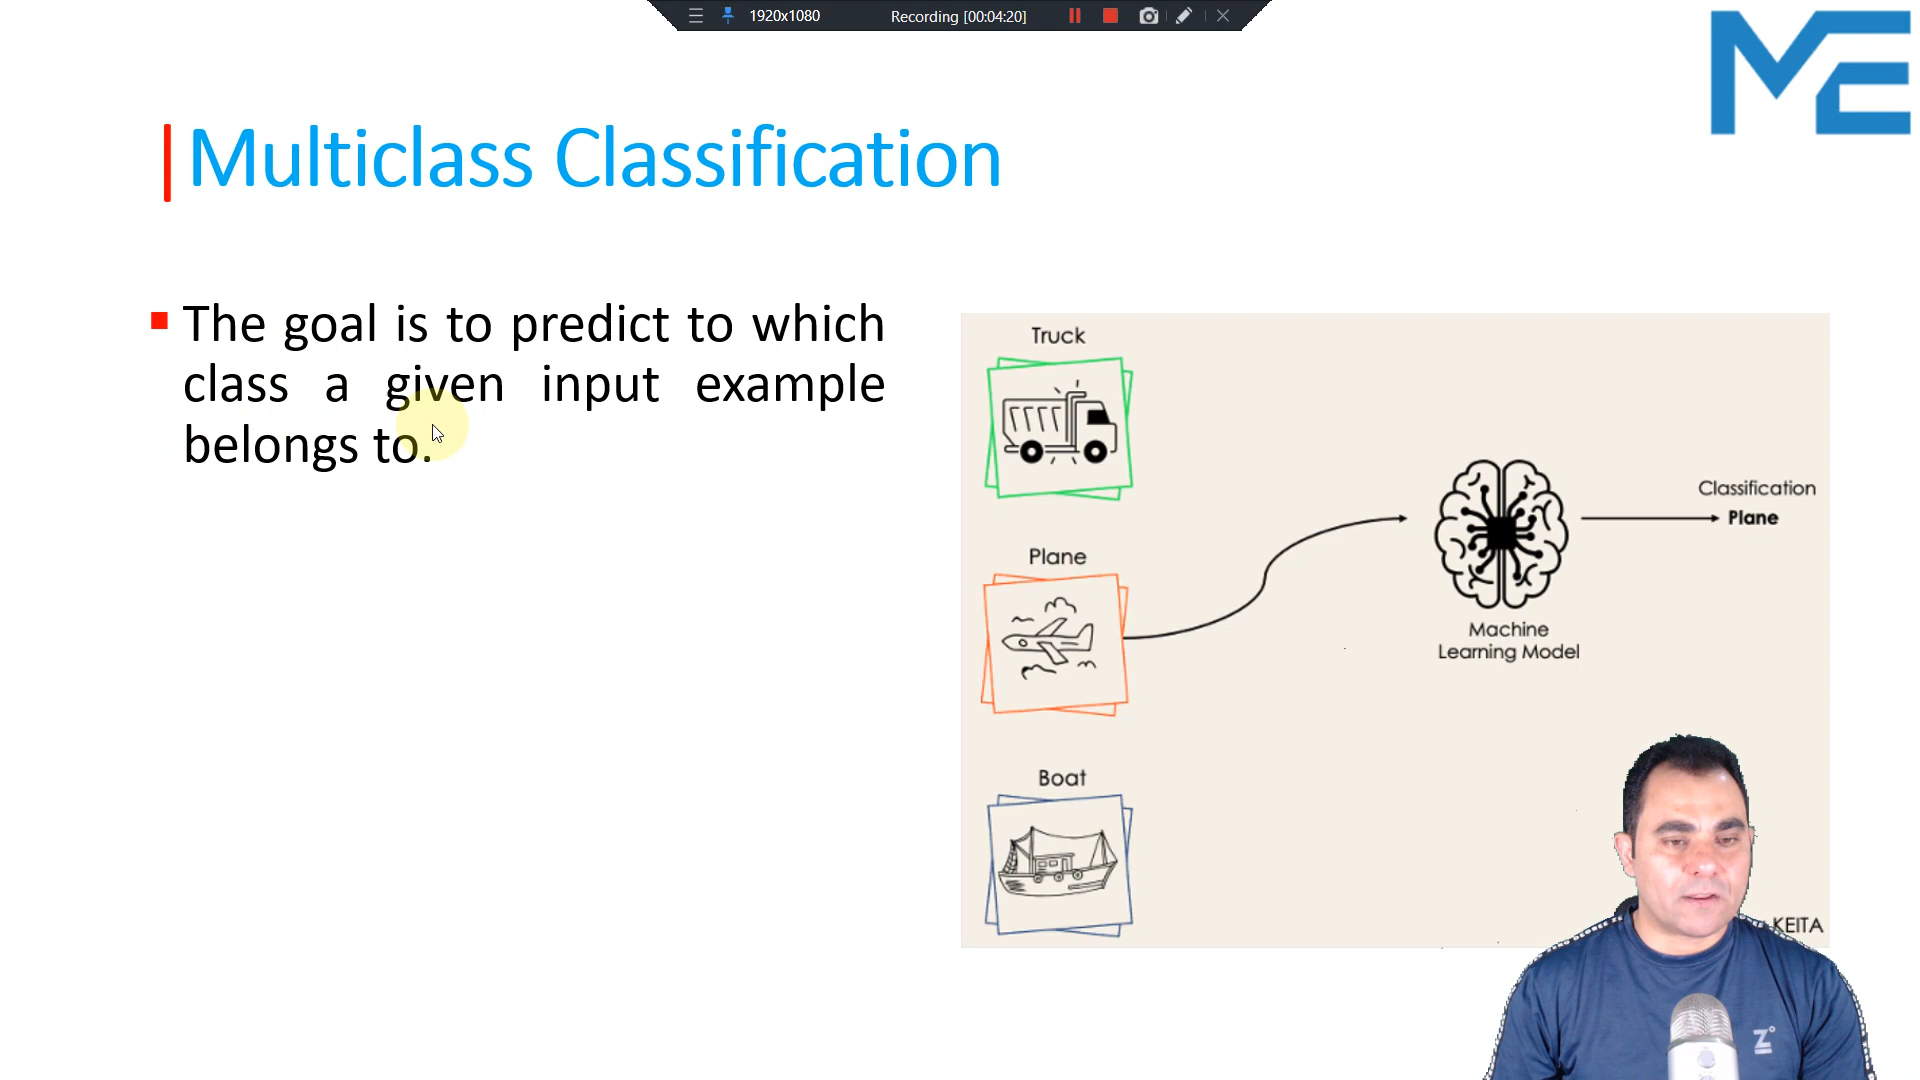 1920x1080 Recording [00:04:20]
ME
Multiclass Classification
The goal is to predict to which
class a given input example
belongs to.
Truck
Plane
Boat
Machine
Learning Model
Classification
Plane
KEITA
Z°